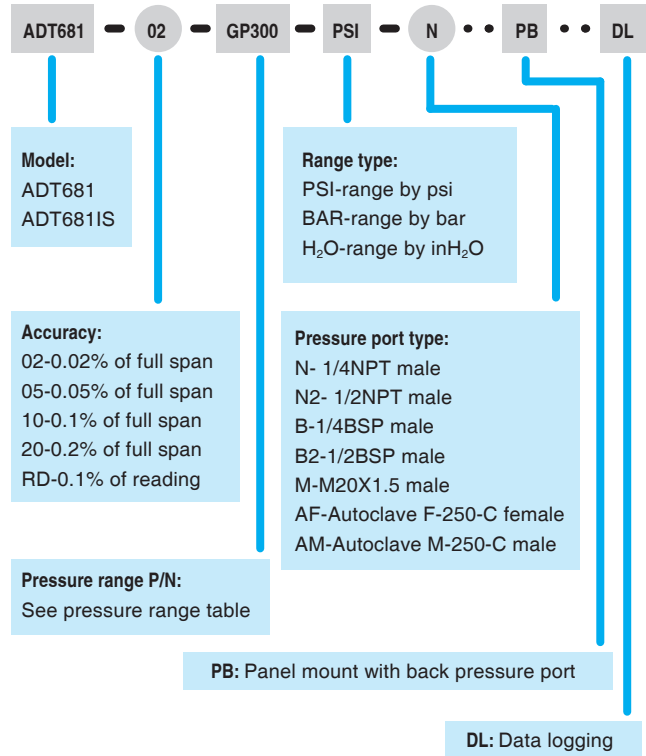 ADT681 – 02 – GP300 – PSI – N · · PB · · DL
Model:
ADT681
ADT681IS
Range type:
PSI-range by psi
BAR-range by bar
H₂O-range by inH₂O
Accuracy:
02-0.02% of full span
05-0.05% of full span
10-0.1% of full span
20-0.2% of full span
RD-0.1% of reading
Pressure port type:
N- 1/4NPT male
N2- 1/2NPT male
B-1/4BSP male
B2-1/2BSP male
M-M20X1.5 male
AF-Autoclave F-250-C female
AM-Autoclave M-250-C male
Pressure range P/N:
See pressure range table
PB: Panel mount with back pressure port
DL: Data logging